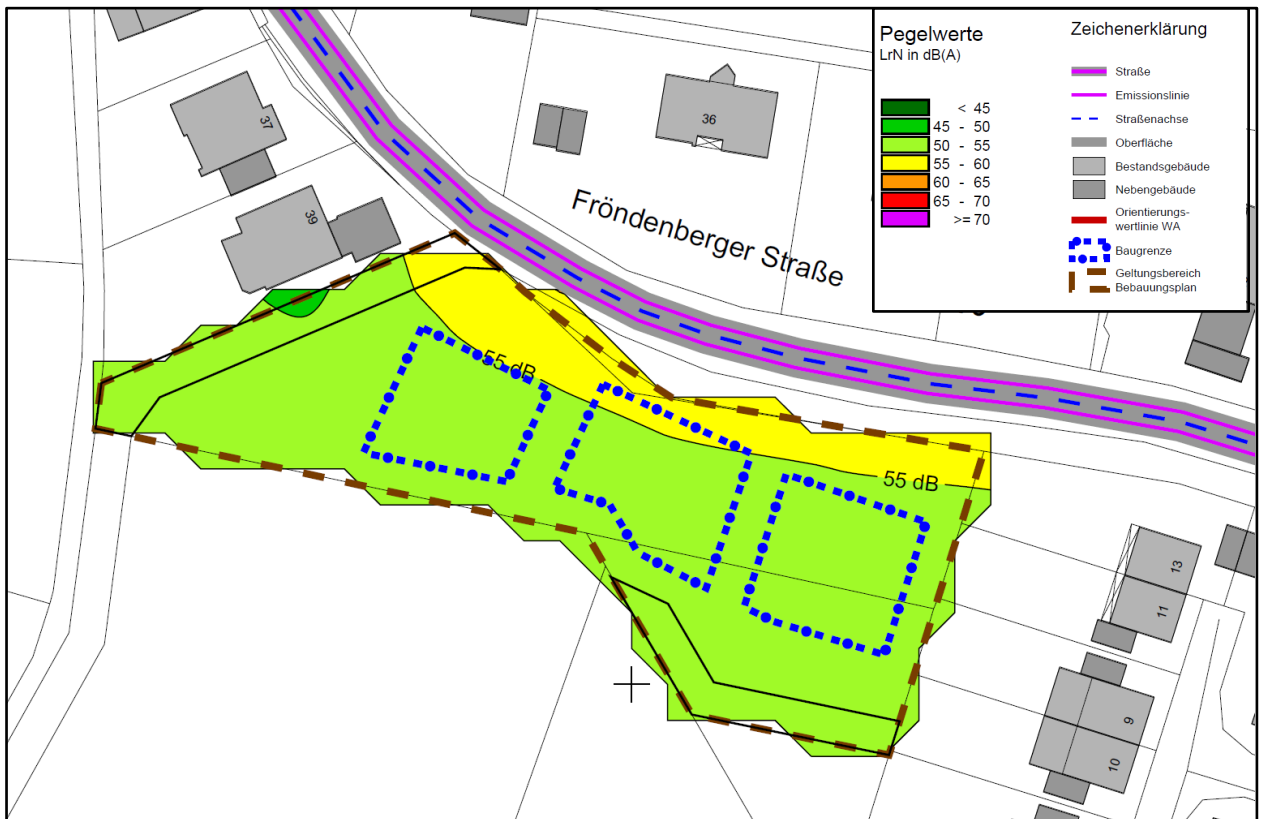 Pegelwerte
LrN in dB(A)
< 45
45 - 50
50 - 55
55 - 60
60 - 65
65 - 70
>= 70
Zeichenerklärung
Straße
Emissionslinie
Straßenachse
Oberfläche
Bestandsgebäude
Nebengebäude
Orientierungs-
wertlinie WA
Baugrenze
Geltungsbereich
Bebauungsplan
37
36
39
Fröndenberger Straße
55 dB
55 dB
13
11
9
10